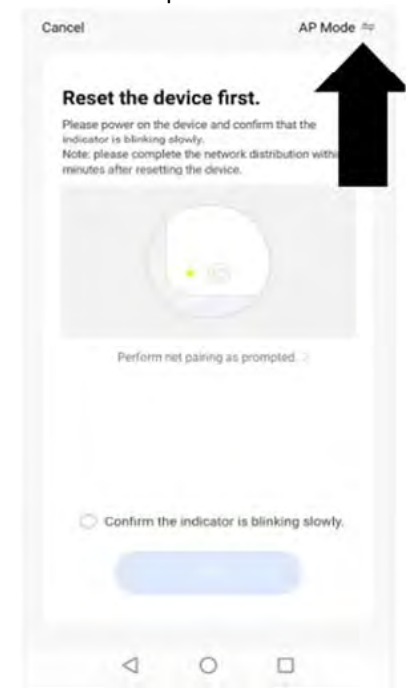 Cancel AP Mode
Reset the device first.
Please power on the device and confirm that the
indicator is blinking slowly.
Note: please complete the network distribution within
minutes after resetting the device.
Perform net pairing as prompted.
Confirm the indicator is blinking slowly.